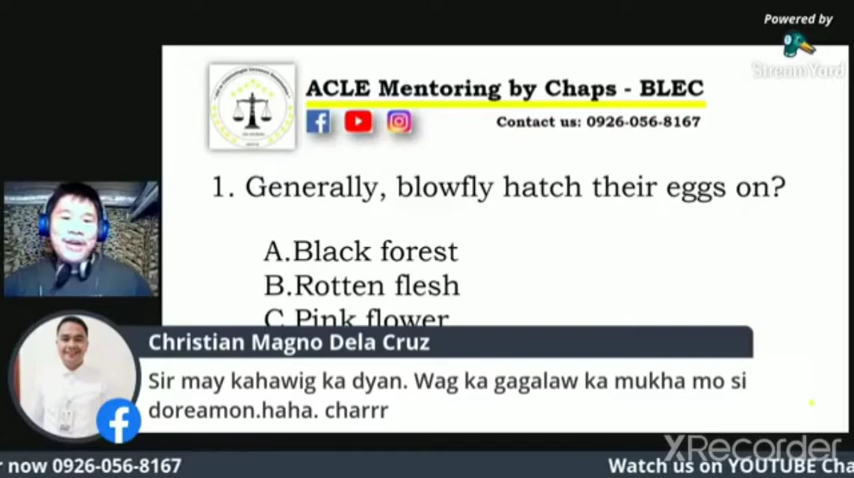 Powered by
StreamYard
ACLE Mentoring by Chaps - BLEC
Contact us: 0926-056-8167
1. Generally, blowfly hatch their eggs on?
A.Black forest
B.Rotten flesh
C.Pink flower
Christian Magno Dela Cruz
Sir may kahawig ka dyan. Wag ka gagalaw ka mukha mo si
doreamon.haha. charrr
XRecorder
r now 0926-056-8167
Watch us on YOUTUBE Cha